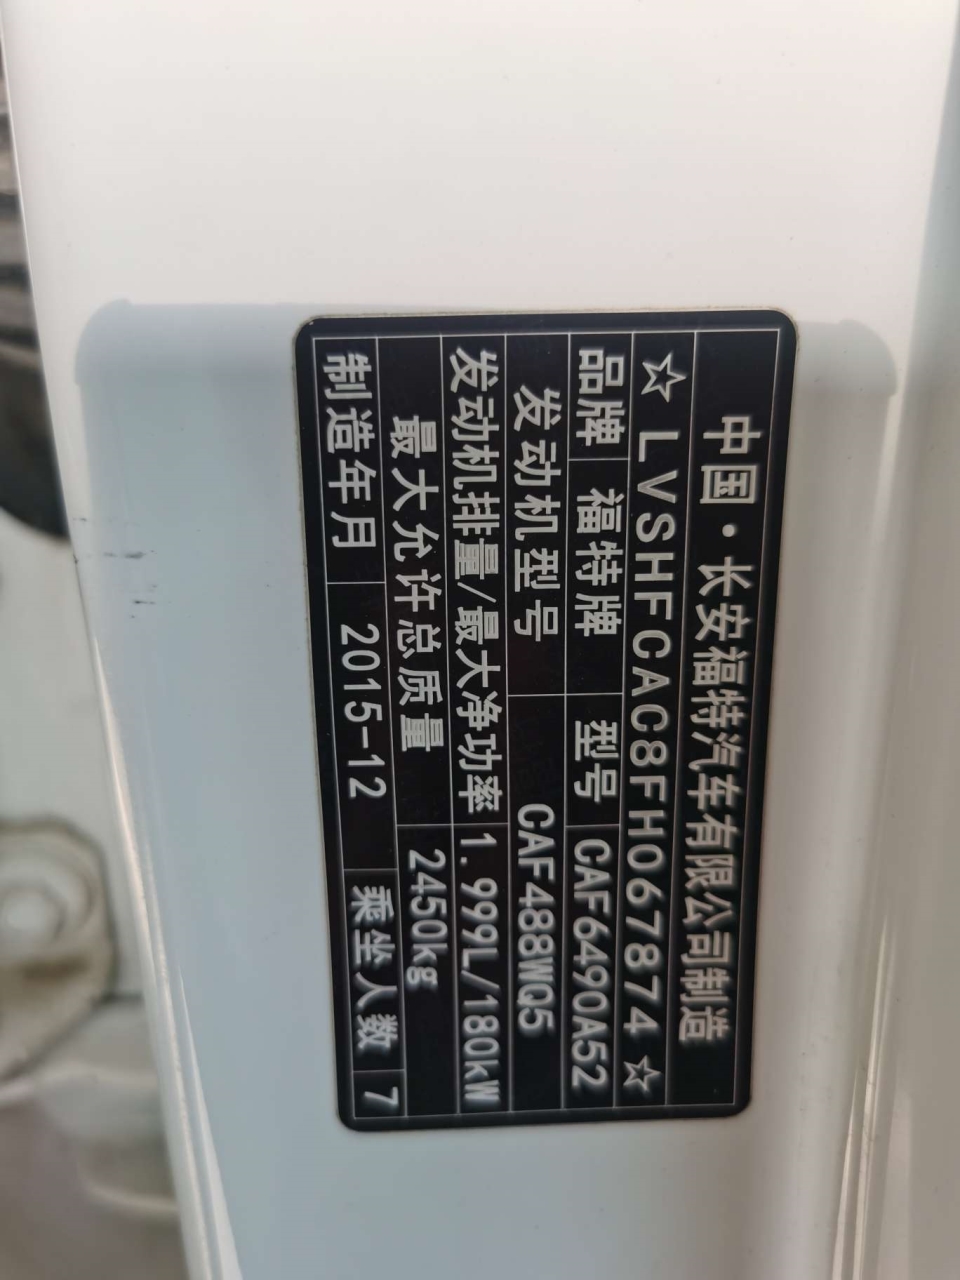 中国·长安福特汽车有限公司制造
☆LVSHFCAC8FH067874☆
品牌 福特牌 型号 CAF6490A52
发动机型号 CAF488WQ5
发动机排量/最大净功率 1.999L/180kW
最大允许总质量 2450kg
制造年月 2015-12 乘坐人数 7